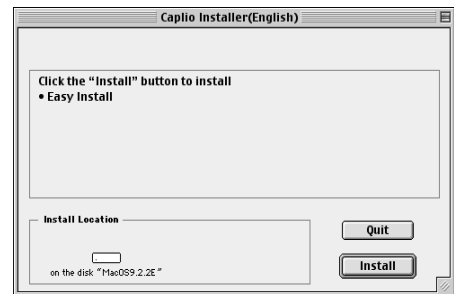 Caplio Installer(English)
Click the “Install” button to install
• Easy Install
Install Location
on the disk “MacOS9.2.2E”
Quit
Install